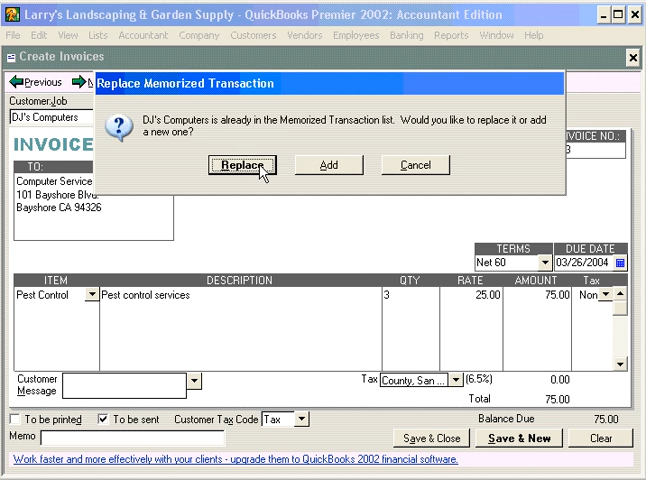 Larry's Landscaping & Garden Supply - QuickBooks Premier 2002: Accountant Edition
File Edit View Lists Accountant Company Customers Vendors Employees Banking Reports Window Help
Create Invoices
Previous
Replace Memorized Transaction
DJ's Computers is already in the Memorized Transaction list. Would you like to replace it or add
a new one?
Replace Add Cancel
Customer:Job
DJ's Computers
INVOICE
TO:
Computer Service
101 Bayshore Blvd.
Bayshore CA 94326
VOICE NO.:
3
TERMS DUE DATE
Net 60 03/26/2004
ITEM DESCRIPTION QTY RATE AMOUNT Tax
Pest Control Pest control services 3 25.00 75.00 Non
Customer
Message
Tax County, San ... (6.5%) 0.00
Total 75.00
To be printed To be sent Customer Tax Code Tax Balance Due 75.00
Memo
Save & Close Save & New Clear
Work faster and more effectively with your clients - upgrade them to QuickBooks 2002 financial software.